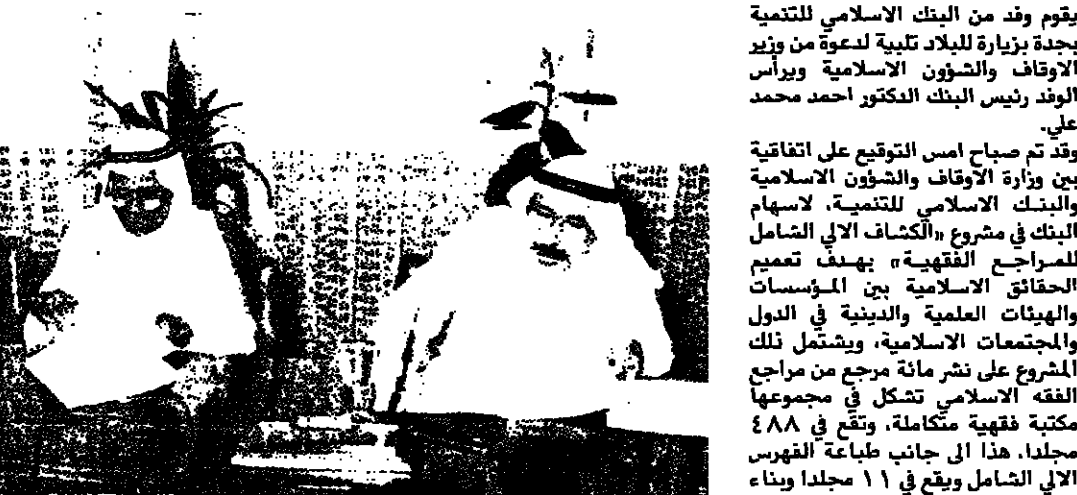 يقوم وفد من البنك الاسلامي للتنمية
بجدة بزيارة للبلاد تلبية لدعوة من وزير
الاوقاف والشؤون الاسلامية ويرأس
الوفد رئيس البنك الدكتور احمد محمد
علي.
وقد تم صباح امس التوقيع على اتفاقية
بين وزارة الاوقاف والشؤون الاسلامية
والبنك الاسلامي للتنمية، لاسهام
البنك في مشروع «الكشاف الالي الشامل
للمراجع الفقهية» بهدف تعميم
الحقائق الاسلامية بين المؤسسات
والهيئات العلمية والدينية في الدول
والمجتمعات الاسلامية، ويشتمل ذلك
المشروع على نشر مائة مرجع من مراجع
الفقه الاسلامي تشكل في مجموعها
مكتبة فقهية متكاملة، وتقع في ٤٨٨
مجلدا، هذا الى جانب طباعة الفهرس
الالي الشامل ويقع في ١١ مجلدا وبناء